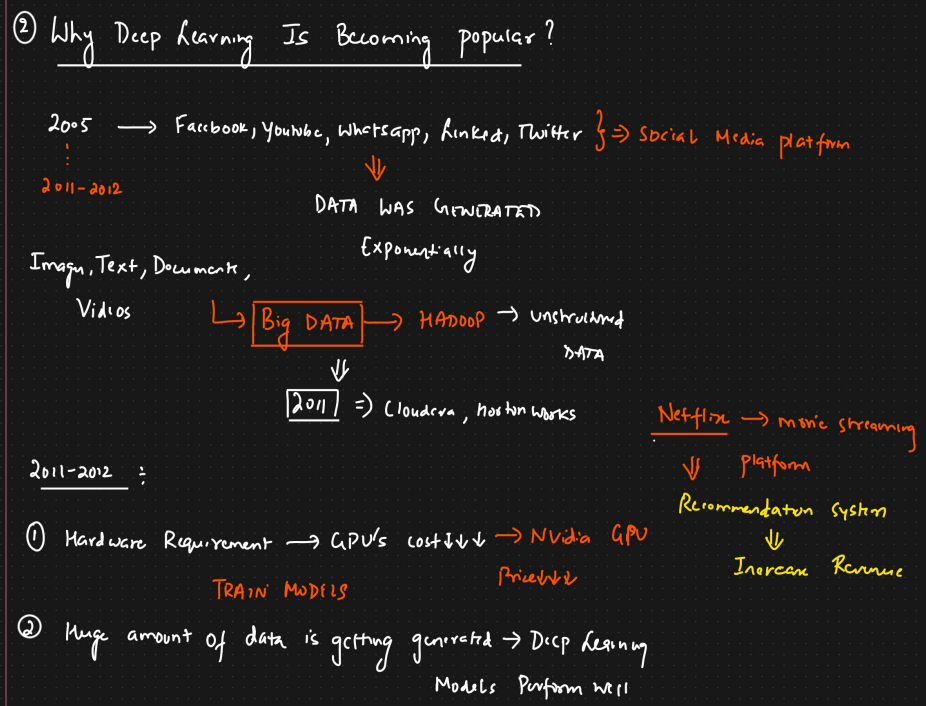 ② Why Deep Learning Is Becoming popular?
2005 → Facebook, Youtube, Whatsapp, Linked, Twitter } ⇒ Social Media platform
2011-2012
⇓
DATA WAS GENERATED
Exponentially
Images, Text, Documents,
Videos
Big DATA → HADOOP → unstructured
DATA
⇓
2011 ⇒ Cloudera, Horton works
Netflix → movie streaming
platform
⇓
Recommendation system
⇓
Increase Revenue
2011-2012 :
① Hardware Requirement → GPU's cost↓↓↓ → Nvidia GPU
Price↓↓↓
TRAIN MODELS
② Huge amount of data is getting generated → Deep Learning
Models Perform well